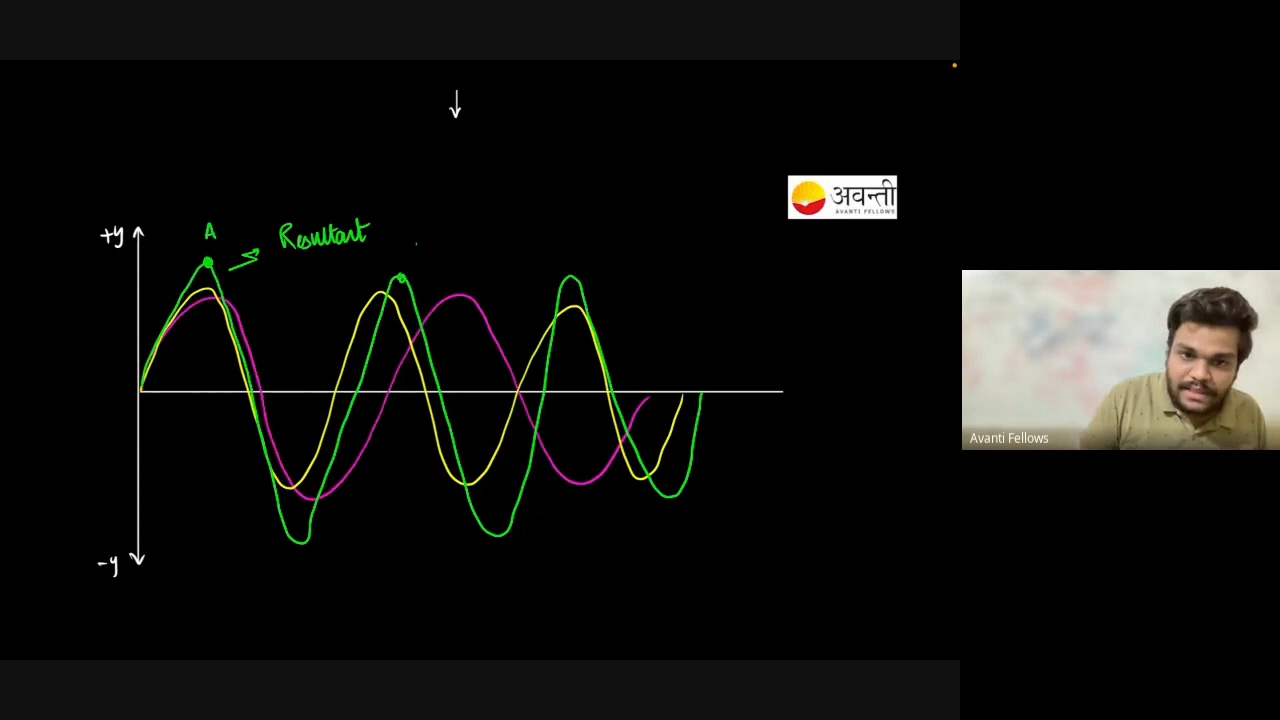 अवन्ती
AVANTI FELLOWS
+y
A
Resultant
-y
Avanti Fellows